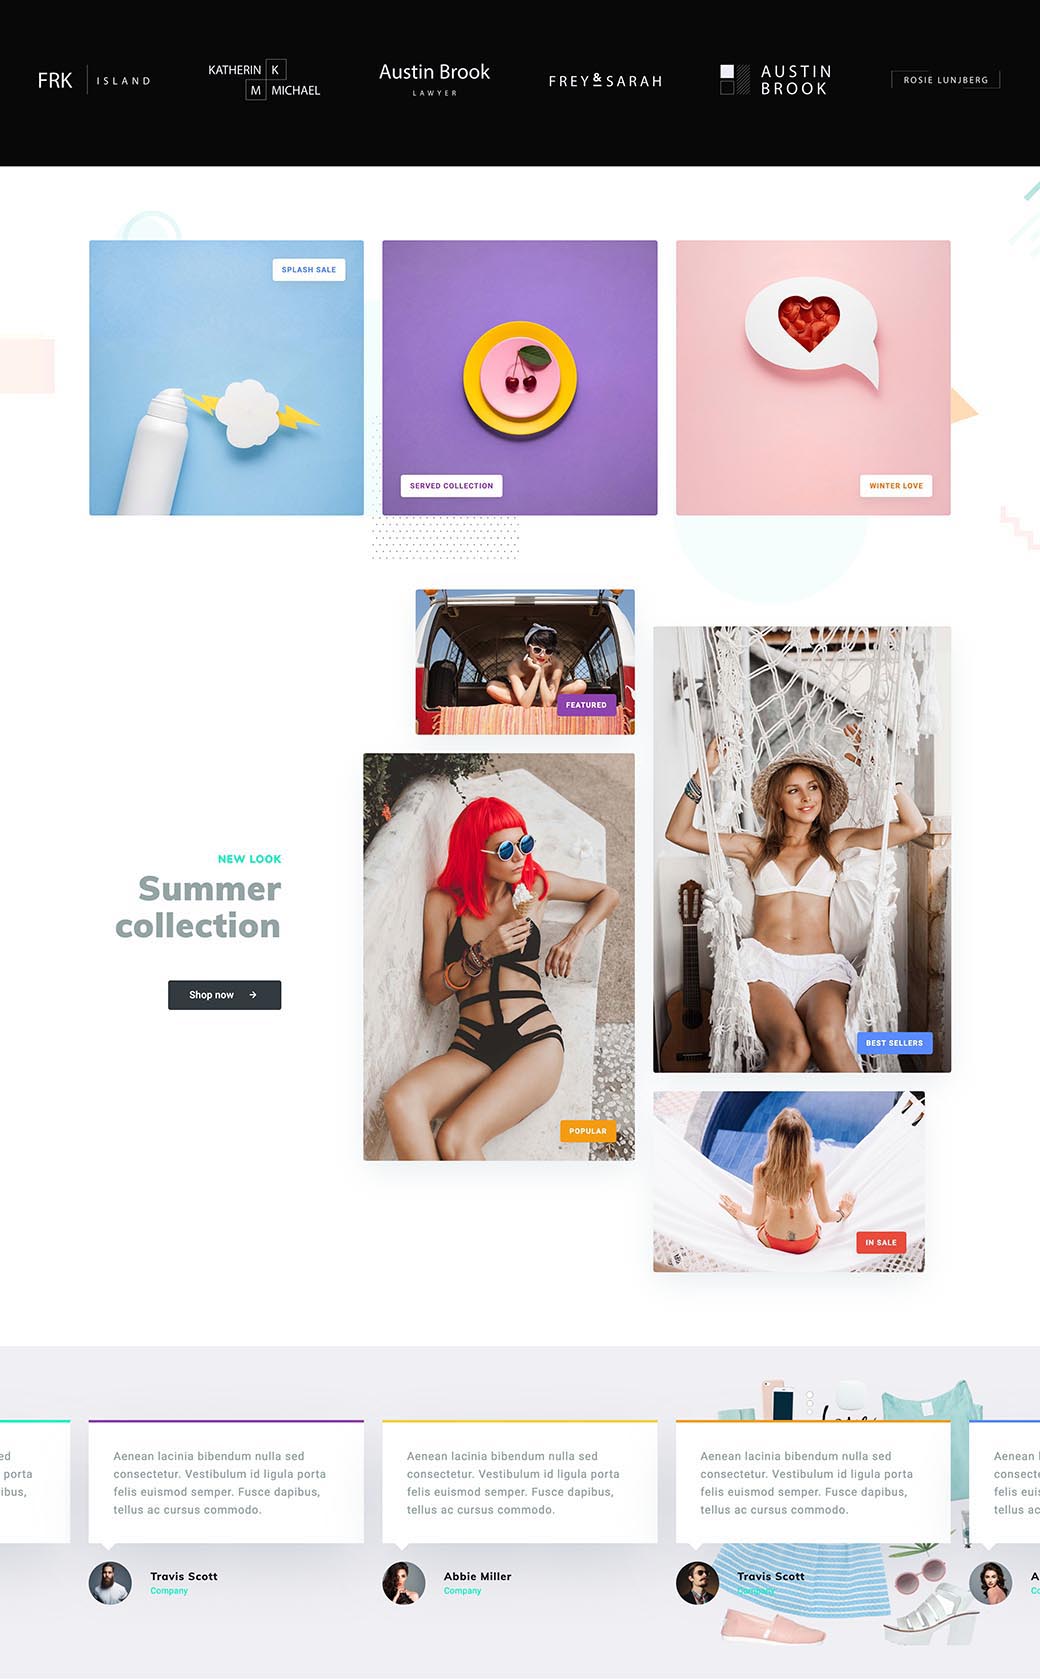 FRK ISLAND
KATHERIN K
M MICHAEL
Austin Brook
LAWYER
FREY&SARAH
AUSTIN
BROOK
ROSIE LUNJBERG
SPLASH SALE
SERVED COLLECTION
WINTER LOVE
FEATURED
NEW LOOK
Summer
collection
Shop now
POPULAR
BEST SELLERS
IN SALE
ed
porta
ibus,
Aenean lacinia bibendum nulla sed
consectetur. Vestibulum id ligula porta
felis euismod semper. Fusce dapibus,
tellus ac cursus commodo.
Travis Scott
Company
Aenean lacinia bibendum nulla sed
consectetur. Vestibulum id ligula porta
felis euismod semper. Fusce dapibus,
tellus ac cursus commodo.
Abbie Miller
Company
Aenean lacinia bibendum nulla sed
consectetur. Vestibulum id ligula porta
felis euismod semper. Fusce dapibus,
tellus ac cursus commodo.
Travis Scott
Company
Aenean l
consecte
felis eui
tellus ac
A
Co